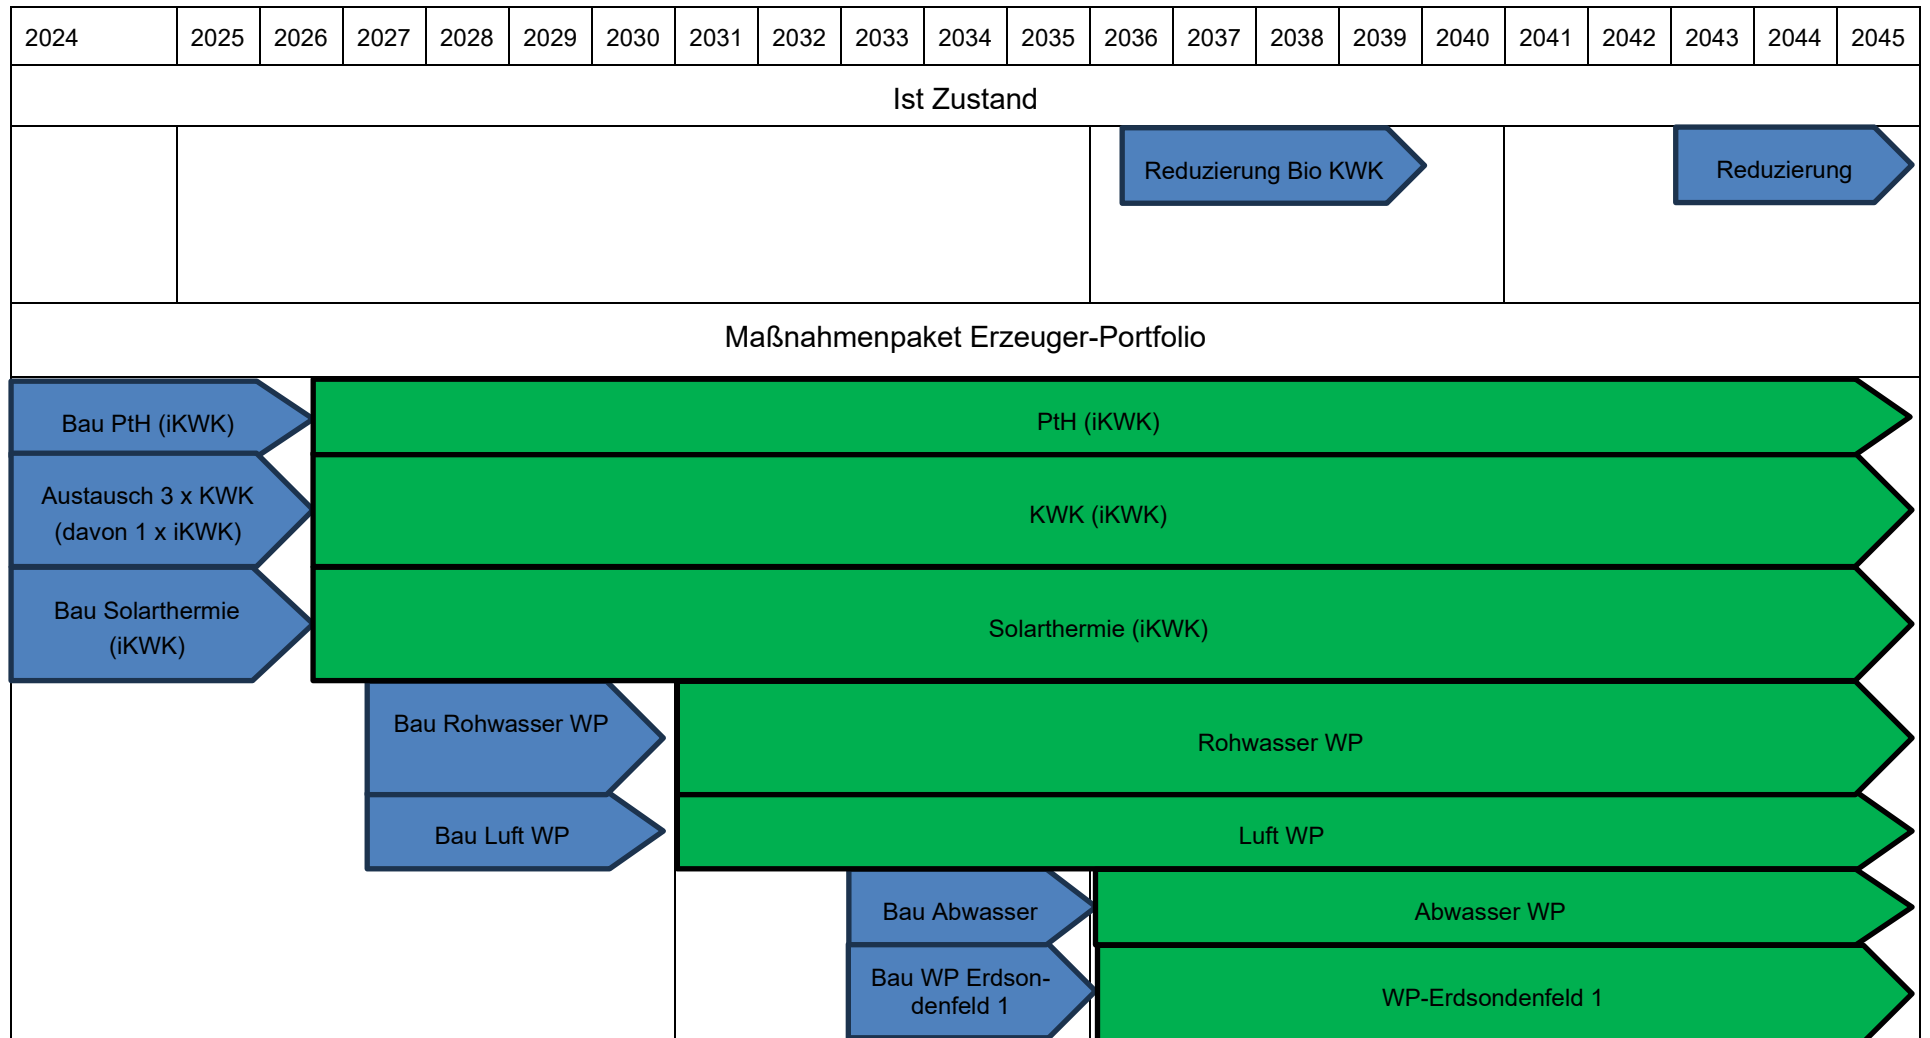 2024 2025 2026 2027 2028 2029 2030 2031 2032 2033 2034 2035 2036 2037 2038 2039 2040 2041 2042 2043 2044 2045
Ist Zustand
Reduzierung Bio KWK
Reduzierung
Maßnahmenpaket Erzeuger-Portfolio
Bau PtH (iKWK)
PtH (iKWK)
Austausch 3 x KWK
(davon 1 x iKWK)
KWK (iKWK)
Bau Solarthermie
(iKWK)
Solarthermie (iKWK)
Bau Rohwasser WP
Rohwasser WP
Bau Luft WP
Luft WP
Bau Abwasser
Abwasser WP
Bau WP Erdson-
denfeld 1
WP-Erdsondenfeld 1